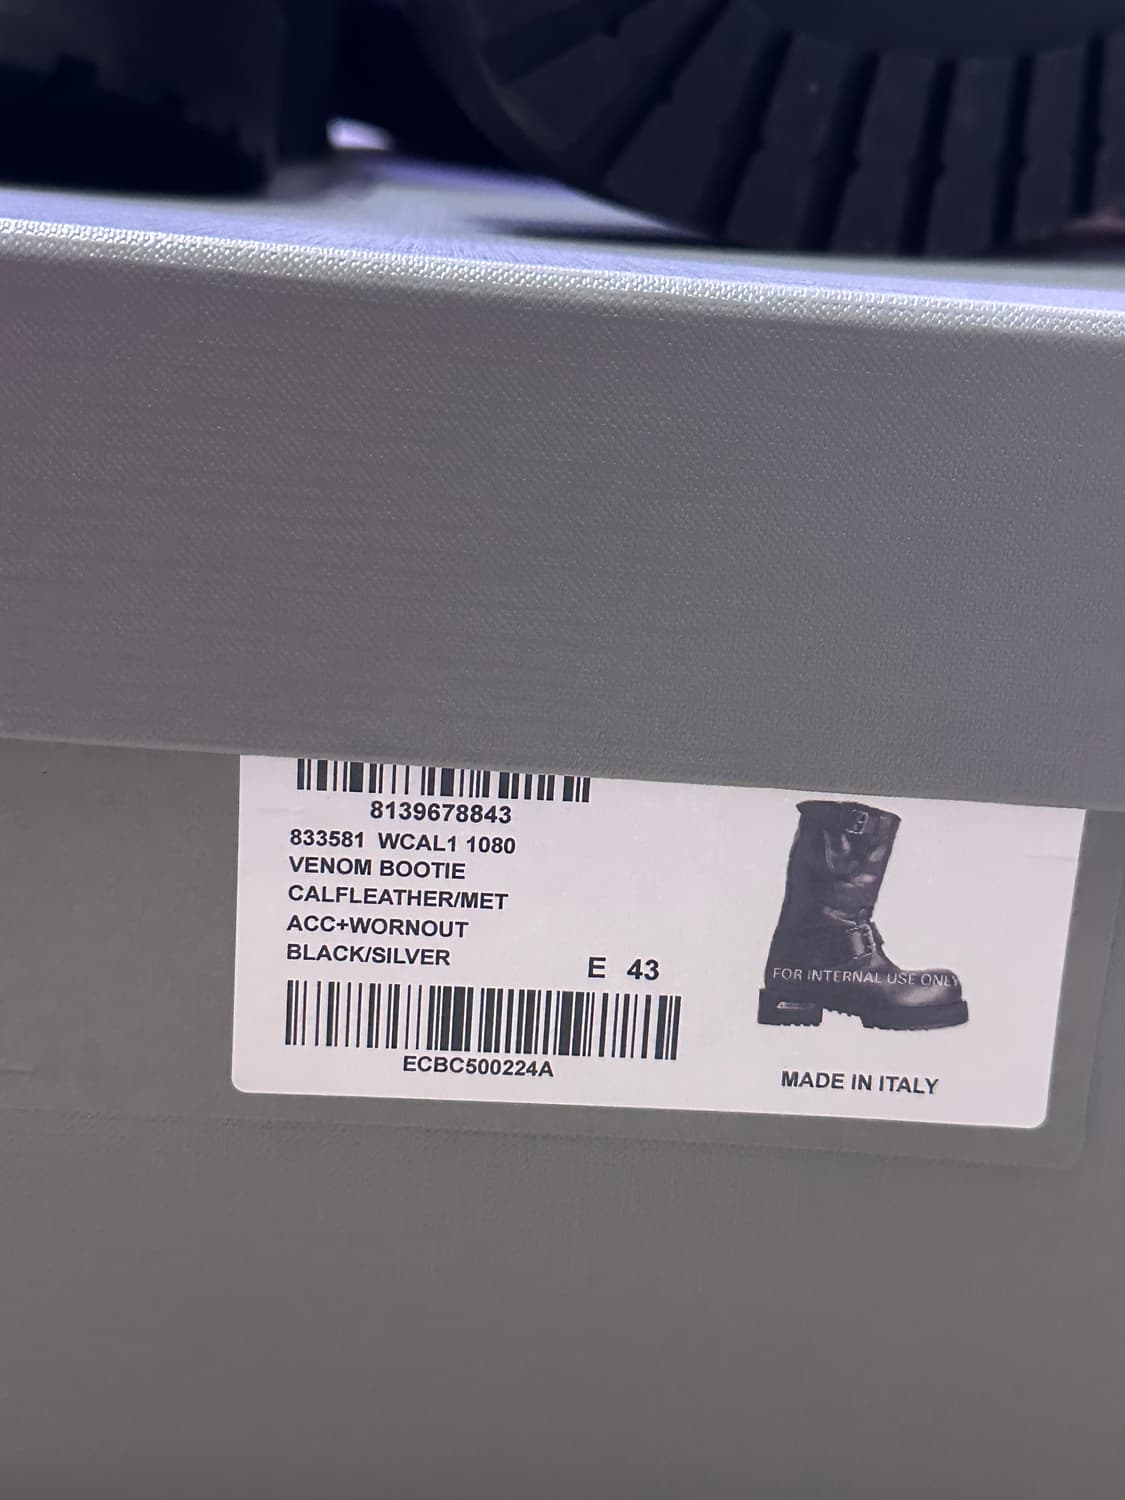 8139678843
833581 WCAL1 1080
VENOM BOOTIE
CALFLEATHER/MET
ACC+WORNOUT
BLACK/SILVER
E 43
ECBC500224A
FOR INTERNAL USE ONLY
MADE IN ITALY